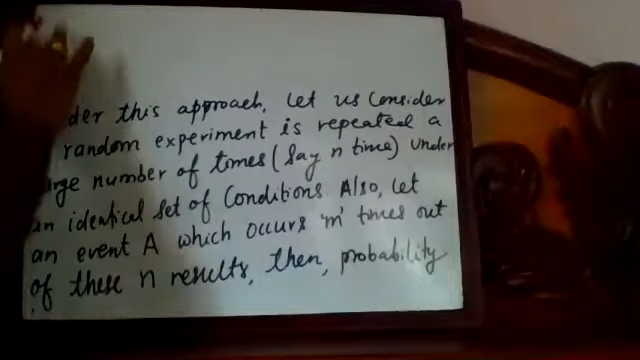 der this approach, let us Consider
random experiment is repeated a
rge number of times (Say n time) under
an identical set of Conditions. Also, let
an event A which occurs 'm' times out
of these n results, then, probability